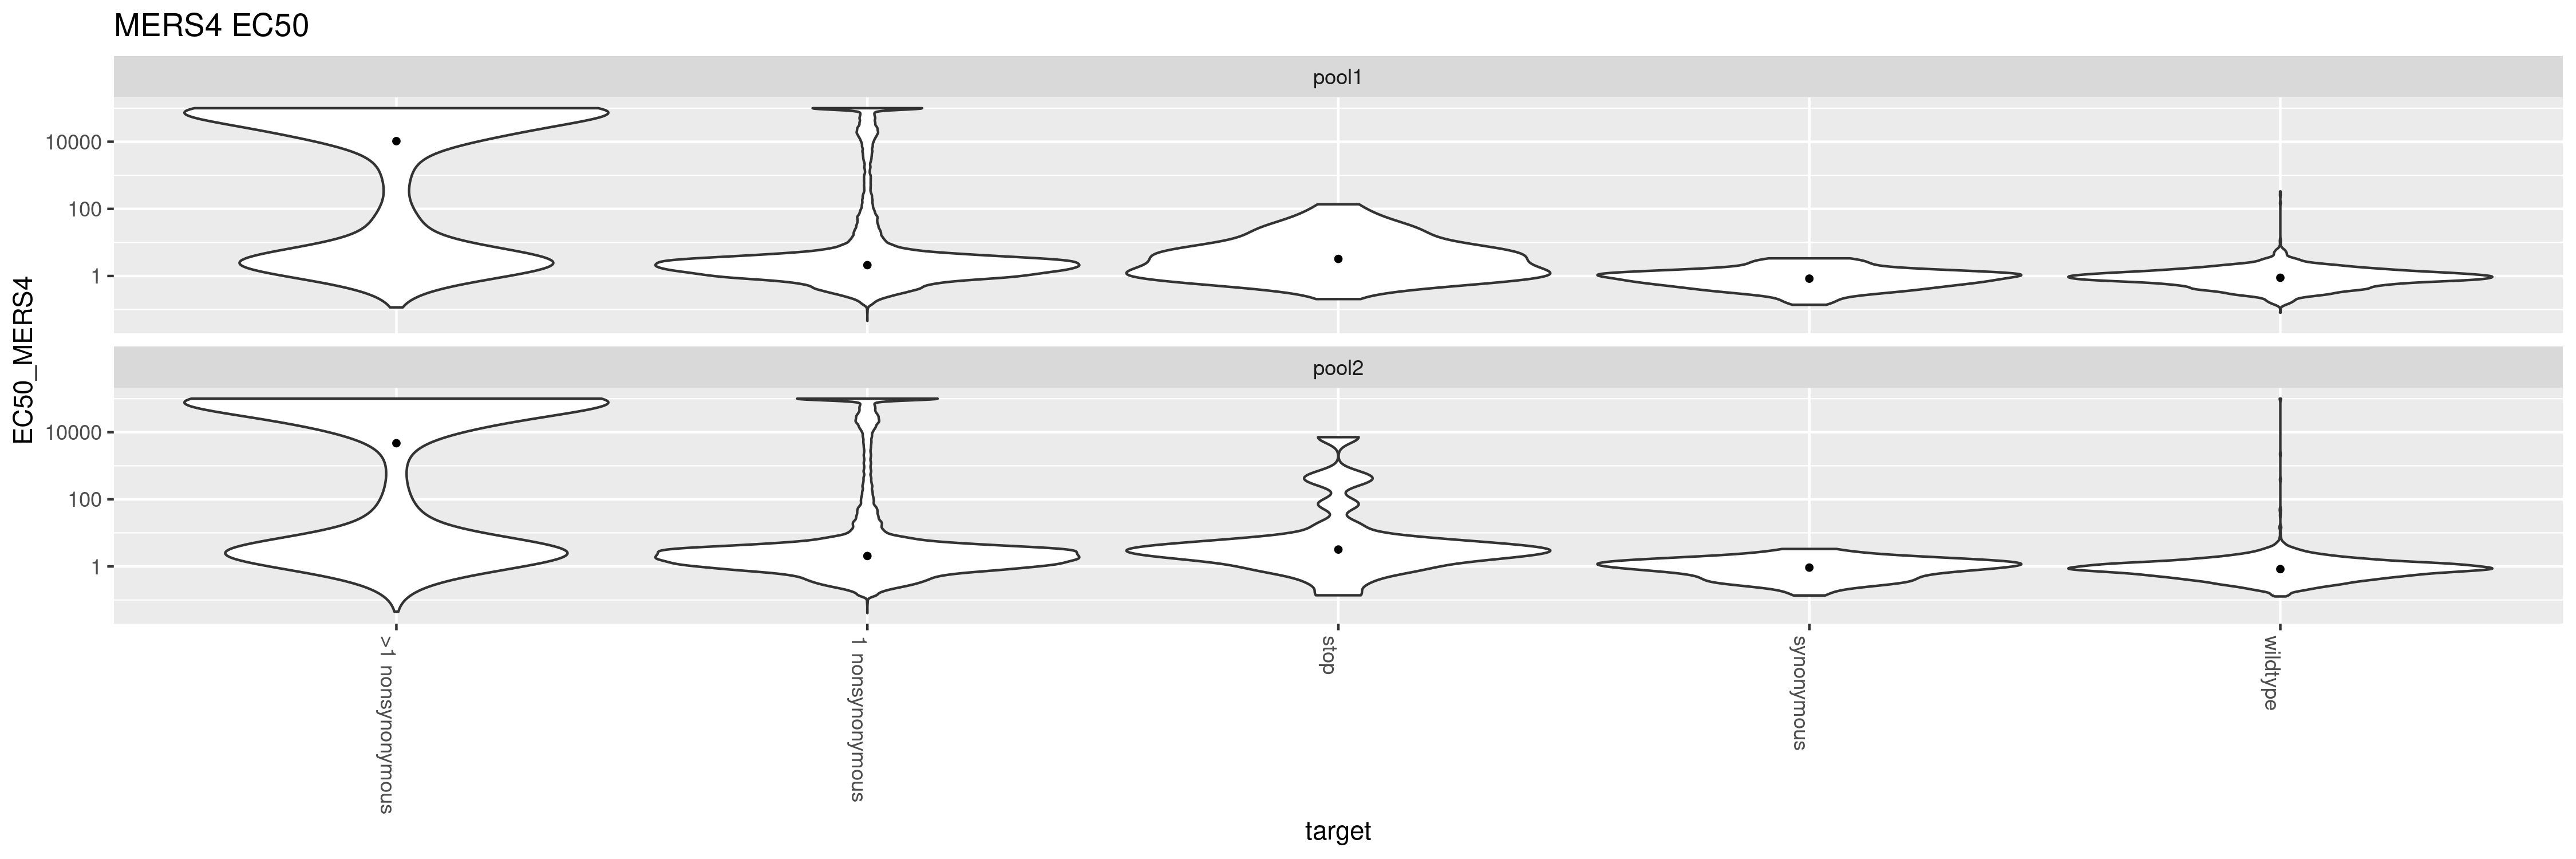 MERS4 EC50
pool1
10000
100
1
pool2
10000
100
1
EC50_MERS4
>1 nonsynonymous
1 nonsynonymous
stop
synonymous
wildtype
target